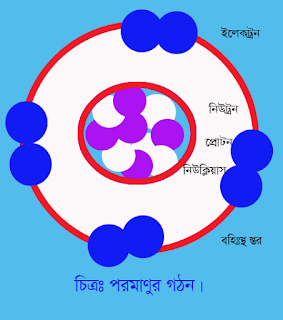 ইলেকট্রন
নিউট্রন
প্রোটন
নিউক্লিয়াস
বহিঃস্থ স্তর
চিত্রঃ পরমাণুর গঠন।